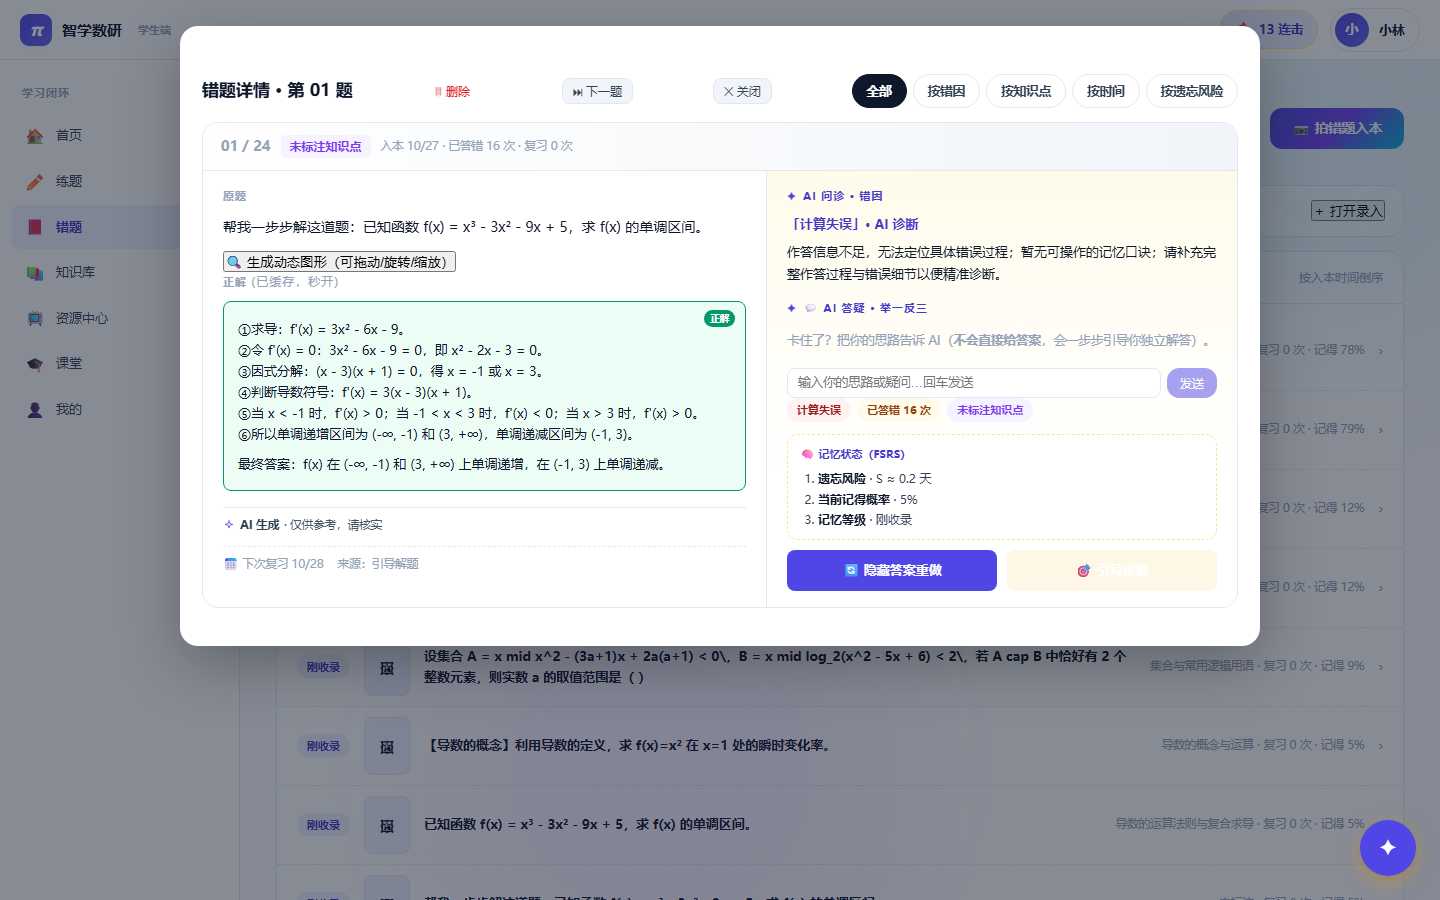 π 智学数研 学生端
13 连击
小 小林
学习闭环
首页
练题
错题
知识库
资源中心
课堂
我的
拍错题入本
+ 打开录入
按入本时间倒序
错题详情 • 第 01 题
删除
下一题
× 关闭
全部
按错因
按知识点
按时间
按遗忘风险
01 / 24 未标注知识点 入本 10/27 · 已答错 16 次 · 复习 0 次
原题
帮我一步步解这道题：已知函数 f(x) = x³ - 3x² - 9x + 5，求 f(x) 的单调区间。
生成动态图形（可拖动/旋转/缩放）
正解 (已缓存，秒开)
正解
①求导：f'(x) = 3x² - 6x - 9。
②令 f'(x) = 0：3x² - 6x - 9 = 0，即 x² - 2x - 3 = 0。
③因式分解：(x - 3)(x + 1) = 0，得 x = -1 或 x = 3。
④判断导数符号：f'(x) = 3(x - 3)(x + 1)。
⑤当 x < -1 时，f'(x) > 0；当 -1 < x < 3 时，f'(x) < 0；当 x > 3 时，f'(x) > 0。
⑥所以单调递增区间为 (-∞, -1) 和 (3, +∞)，单调递减区间为 (-1, 3)。
最终答案：f(x) 在 (-∞, -1) 和 (3, +∞) 上单调递增，在 (-1, 3) 上单调递减。
AI 生成 · 仅供参考，请核实
下次复习 10/28 来源：引导解题
AI 问诊 • 错因
「计算失误」• AI 诊断
作答信息不足，无法定位具体错误过程；暂无可操作的记忆口诀；请补充完
整作答过程与错误细节以便精准诊断。
AI 答疑 • 举一反三
卡住了？把你的思路告诉 AI（不会直接给答案，会一步步引导你独立解答）。
输入你的思路或疑问…回车发送
发送
计算失误
已答错 16 次
未标注知识点
记忆状态（FSRS）
1. 遗忘风险 · S ≈ 0.2 天
2. 当前记得概率 · 5%
3. 记忆等级 · 刚收录
隐藏答案重做
引导重解
复习 0 次 · 记得 78% ›
复习 0 次 · 记得 79% ›
复习 0 次 · 记得 12% ›
复习 0 次 · 记得 12% ›
刚收录
设集合 A = x mid x^2 - (3a+1)x + 2a(a+1) < 0\，B = x mid log_2(x^2 - 5x + 6) < 2\，若 A cap B 中恰好有 2 个
整数元素，则实数 a 的取值范围是（ ）
集合与常用逻辑用语 · 复习 0 次 · 记得 9% ›
刚收录
【导数的概念】利用导数的定义，求 f(x)=x² 在 x=1 处的瞬时变化率。
导数的概念与运算 · 复习 0 次 · 记得 5% ›
刚收录
已知函数 f(x) = x³ - 3x² - 9x + 5，求 f(x) 的单调区间。
导数的运算法则与复合求导 · 复习 0 次 · 记得 5%